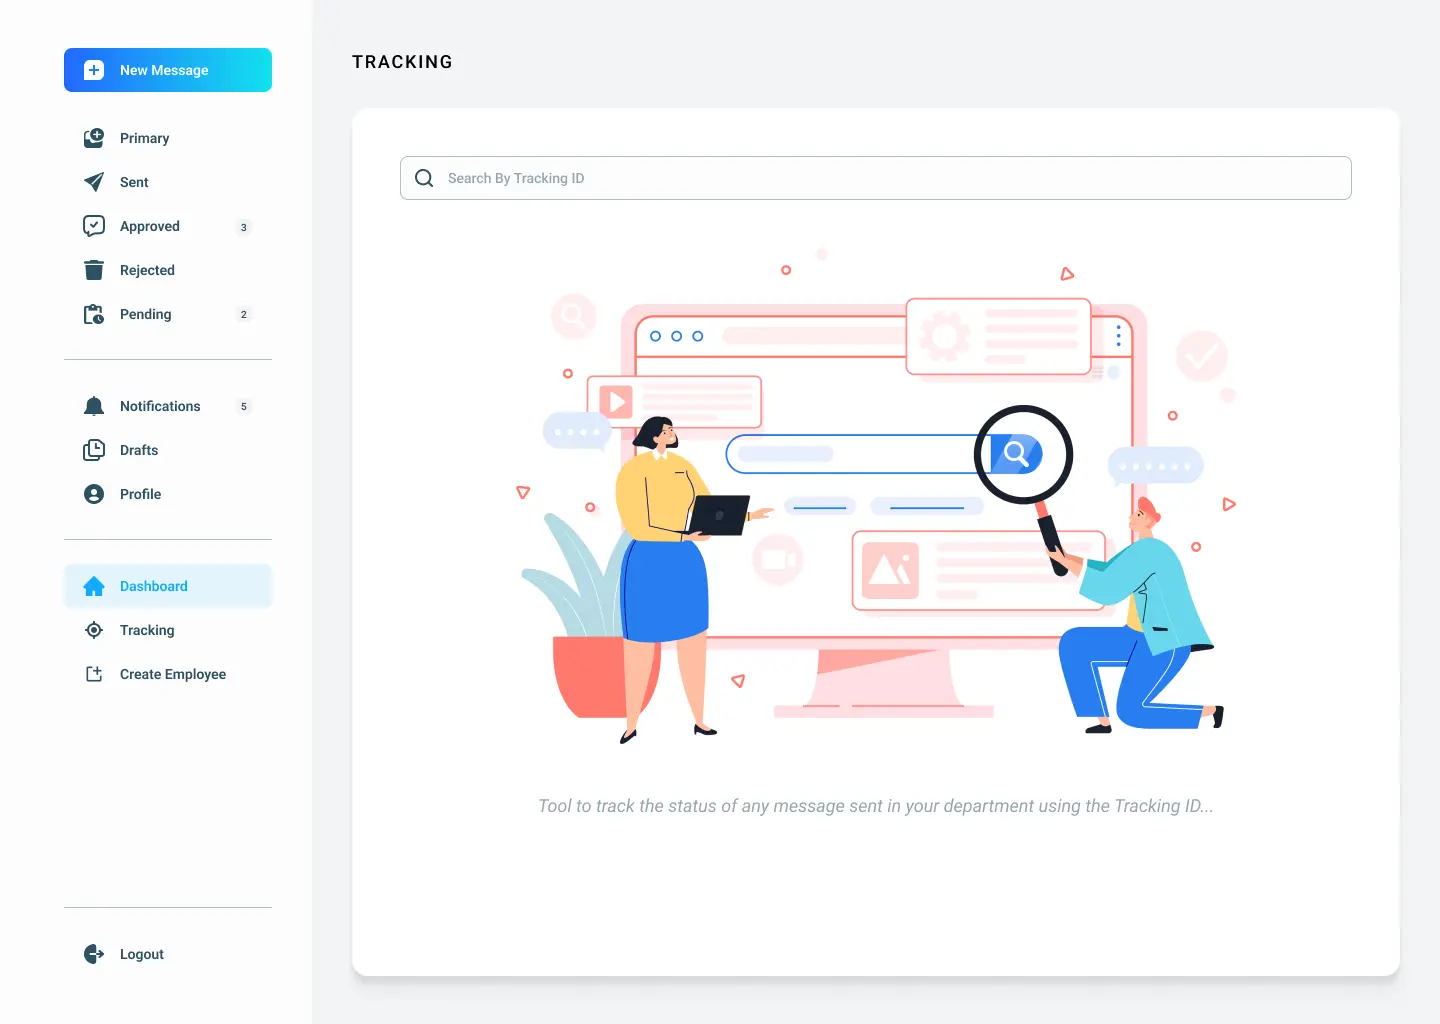 New Message
Primary
Sent
Approved 3
Rejected
Pending 2
Notifications 5
Drafts
Profile
Dashboard
Tracking
Create Employee
Logout
TRACKING
Search By Tracking ID
Tool to track the status of any message sent in your department using the Tracking ID...